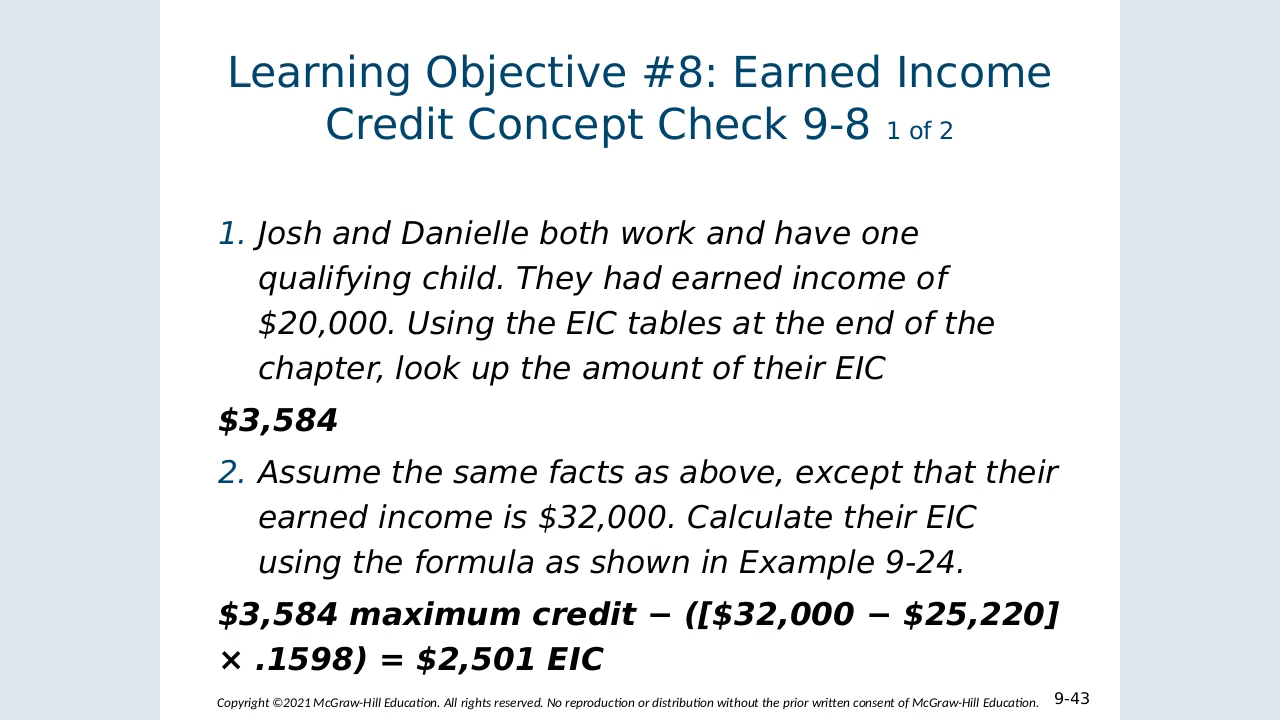 Learning Objective #8: Earned Income
Credit Concept Check 9-8 1 of 2
1. Josh and Danielle both work and have one
qualifying child. They had earned income of
$20,000. Using the EIC tables at the end of the
chapter, look up the amount of their EIC
$3,584
2. Assume the same facts as above, except that their
earned income is $32,000. Calculate their EIC
using the formula as shown in Example 9-24.
$3,584 maximum credit − ([$32,000 − $25,220]
× .1598) = $2,501 EIC
Copyright ©2021 McGraw-Hill Education. All rights reserved. No reproduction or distribution without the prior written consent of McGraw-Hill Education. 9-43